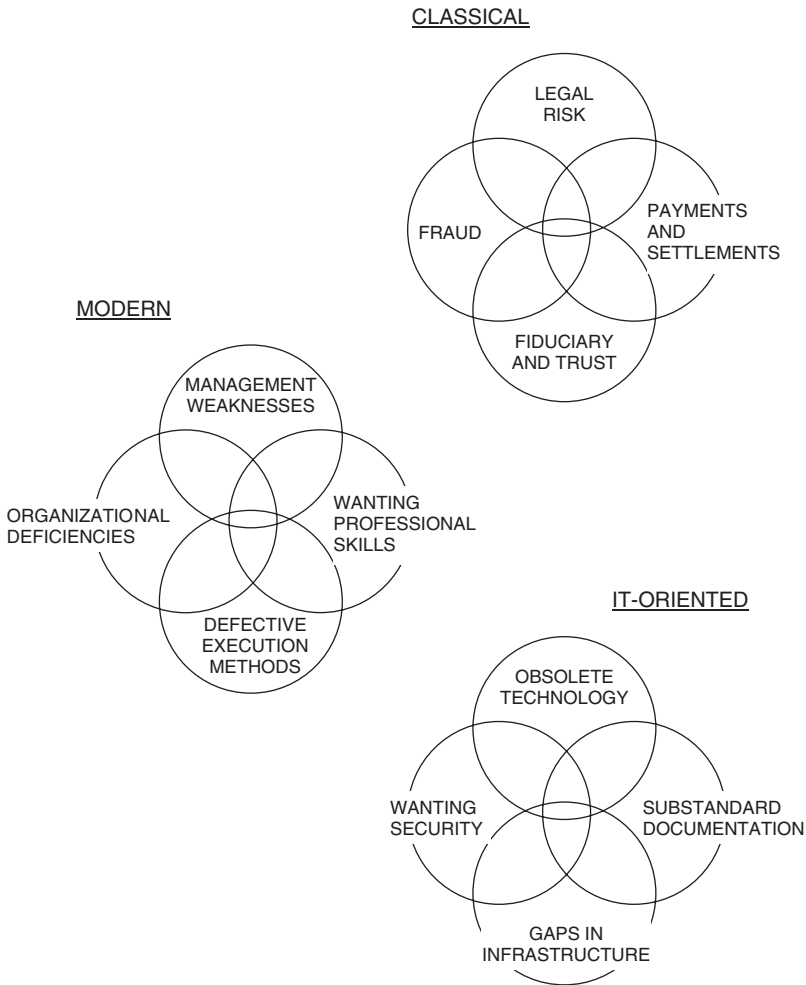 CLASSICAL
LEGAL
RISK
FRAUD
PAYMENTS
AND
SETTLEMENTS
FIDUCIARY
AND TRUST
MODERN
MANAGEMENT
WEAKNESSES
ORGANIZATIONAL
DEFICIENCIES
WANTING
PROFESSIONAL
SKILLS
DEFECTIVE
EXECUTION
METHODS
IT-ORIENTED
OBSOLETE
TECHNOLOGY
WANTING
SECURITY
SUBSTANDARD
DOCUMENTATION
GAPS IN
INFRASTRUCTURE